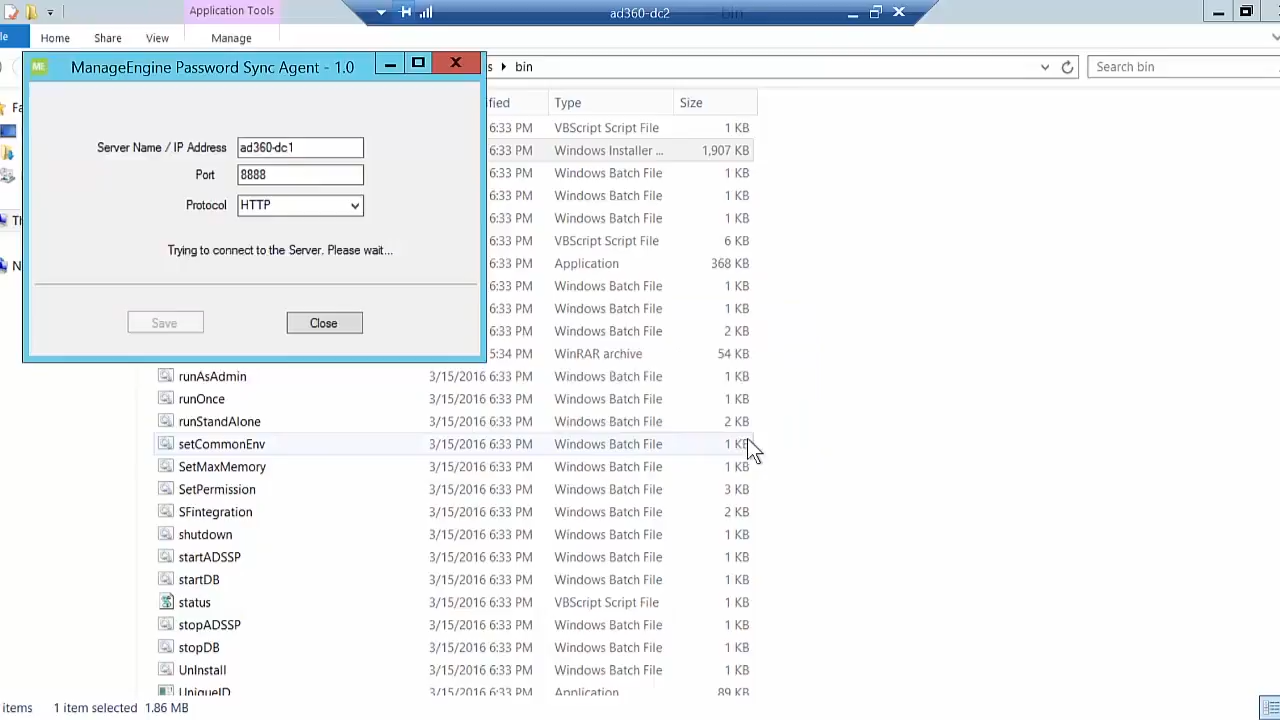 Application Tools
ad360-dc2
Home Share View Manage
ManageEngine Password Sync Agent - 1.0
bin
Search bin
Type Size
6:33 PM VBScript Script File 1 KB
Server Name / IP Address ad360-dc1
6:33 PM Windows Installer ... 1,907 KB
Port 8888
6:33 PM Windows Batch File 1 KB
6:33 PM Windows Batch File 1 KB
Protocol HTTP
6:33 PM Windows Batch File 1 KB
6:33 PM VBScript Script File 6 KB
Trying to connect to the Server. Please wait...
6:33 PM Application 368 KB
6:33 PM Windows Batch File 1 KB
6:33 PM Windows Batch File 1 KB
Save Close
6:33 PM Windows Batch File 2 KB
5:34 PM WinRAR archive 54 KB
runAsAdmin 3/15/2016 6:33 PM Windows Batch File 1 KB
runOnce 3/15/2016 6:33 PM Windows Batch File 1 KB
runStandAlone 3/15/2016 6:33 PM Windows Batch File 2 KB
setCommonEnv 3/15/2016 6:33 PM Windows Batch File 1 KB
SetMaxMemory 3/15/2016 6:33 PM Windows Batch File 1 KB
SetPermission 3/15/2016 6:33 PM Windows Batch File 3 KB
SFintegration 3/15/2016 6:33 PM Windows Batch File 2 KB
shutdown 3/15/2016 6:33 PM Windows Batch File 1 KB
startADSSP 3/15/2016 6:33 PM Windows Batch File 1 KB
startDB 3/15/2016 6:33 PM Windows Batch File 1 KB
status 3/15/2016 6:33 PM VBScript Script File 1 KB
stopADSSP 3/15/2016 6:33 PM Windows Batch File 1 KB
stopDB 3/15/2016 6:33 PM Windows Batch File 1 KB
UnInstall 3/15/2016 6:33 PM Windows Batch File 1 KB
UniqueID 3/15/2016 6:33 PM Application 89 KB
items 1 item selected 1.86 MB